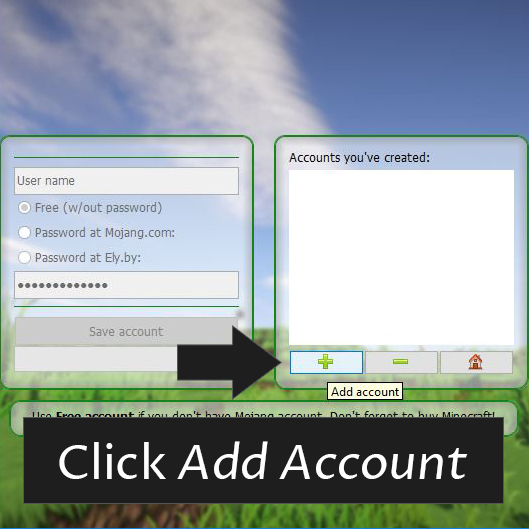 Accounts you've created:
User name
Free (w/out password)
Password at Mojang.com:
Password at Ely.by:
•••••••••••••
Save account
Add account
Use Free account if you don't have Mojang account. Don't forget to buy Minecraft!
Click Add Account